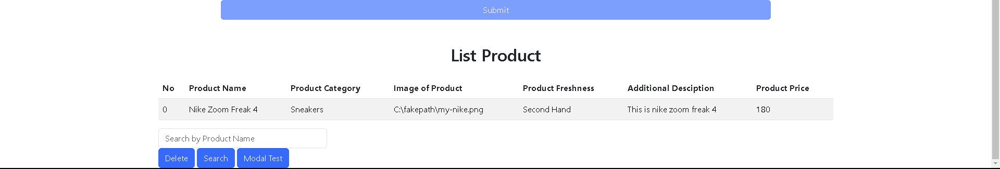 Submit
List Product
No Product Name Product Category Image of Product Product Freshness Additional Desciption Product Price
0 Nike Zoom Freak 4 Sneakers C:\fakepath\my-nike.png Second Hand This is nike zoom freak 4 180
Search by Product Name
Delete Search Modal Test